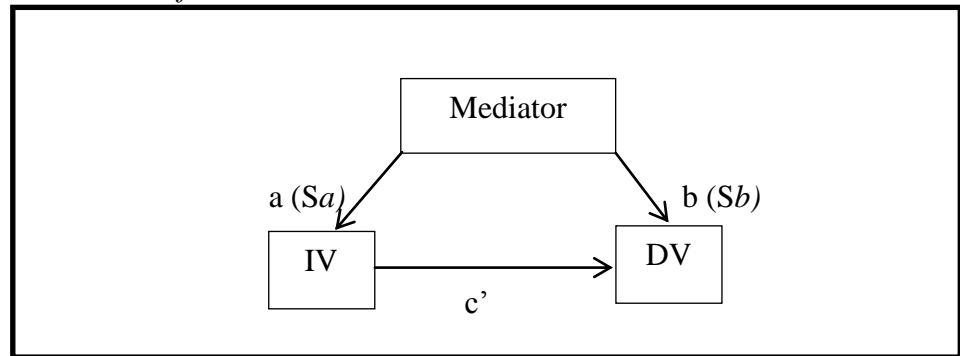 Mediator
a (Sa)
b (Sb)
IV
DV
c’